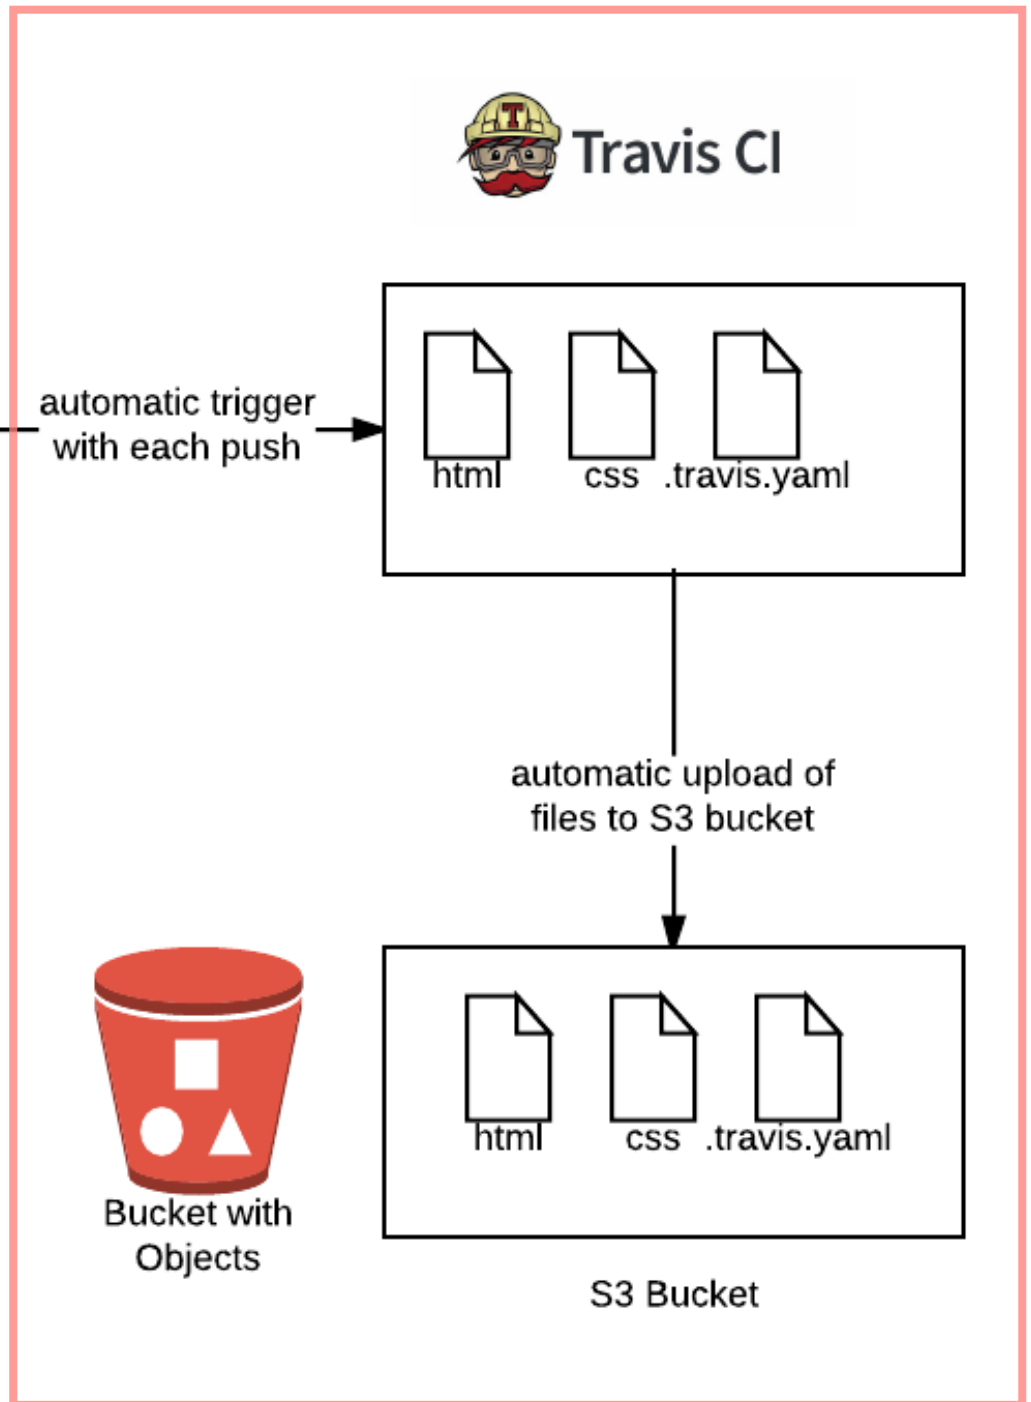 T
Travis CI
automatic trigger
with each push
html
css
.travis.yaml
automatic upload of
files to S3 bucket
html
css
.travis.yaml
Bucket with
Objects
S3 Bucket